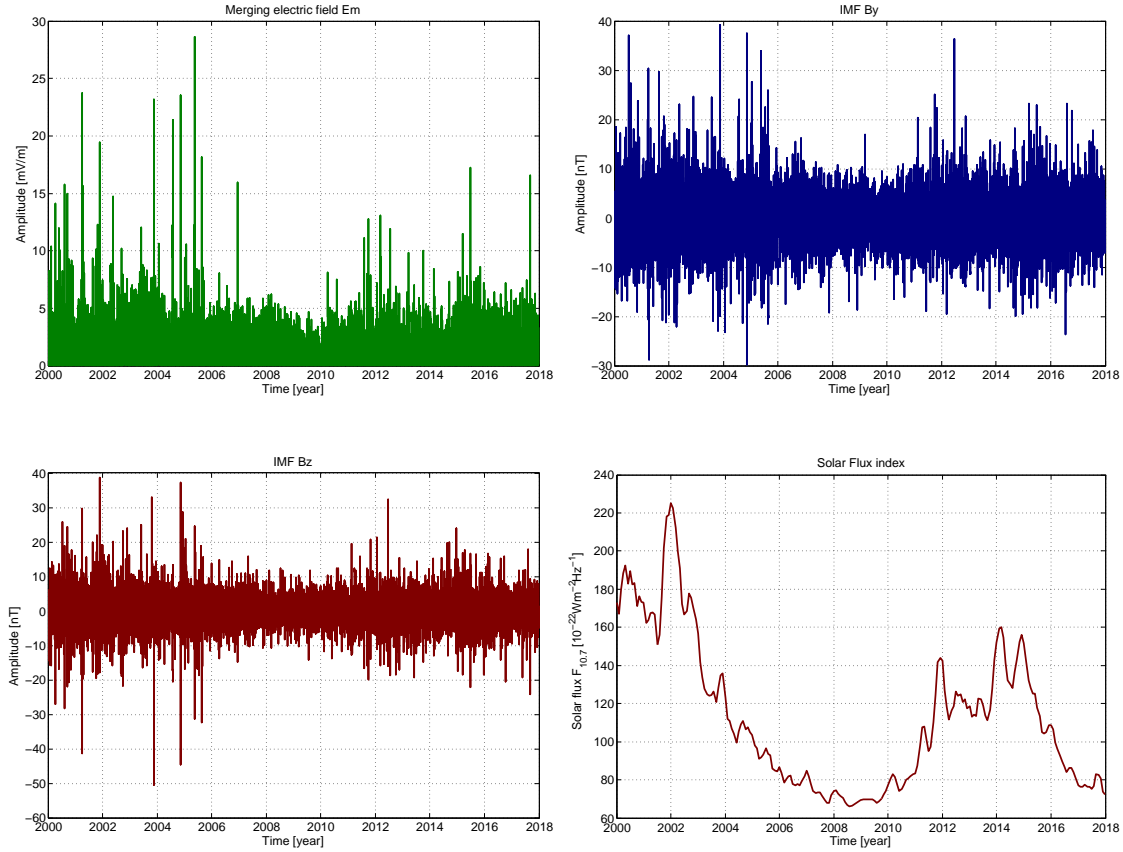 Merging electric field Em
30
25
20
15
10
5
0
Amplitude [mV/m]
2000 2002 2004 2006 2008 2010 2012 2014 2016 2018
Time [year]
IMF By
40
30
20
10
0
−10
−20
−30
Amplitude [nT]
2000 2002 2004 2006 2008 2010 2012 2014 2016 2018
Time [year]
IMF Bz
40
30
20
10
0
−10
−20
−30
−40
−50
−60
Amplitude [nT]
2000 2002 2004 2006 2008 2010 2012 2014 2016 2018
Time [year]
Solar Flux index
240
220
200
180
160
140
120
100
80
60
Solar flux F10.7 [10−22Wm−2Hz−1]
2000 2002 2004 2006 2008 2010 2012 2014 2016 2018
Time [year]